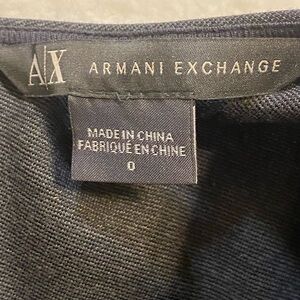 A|X ARMANI EXCHANGE
MADE IN CHINA
FABRIQUÉ EN CHINE
0